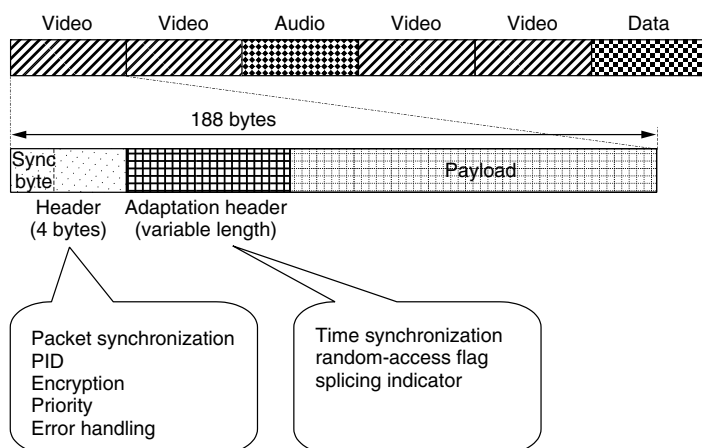 Video Video Audio Video Video Data
188 bytes
Sync
byte
Payload
Header
(4 bytes)
Adaptation header
(variable length)
Packet synchronization
PID
Encryption
Priority
Error handling
Time synchronization
random-access flag
splicing indicator